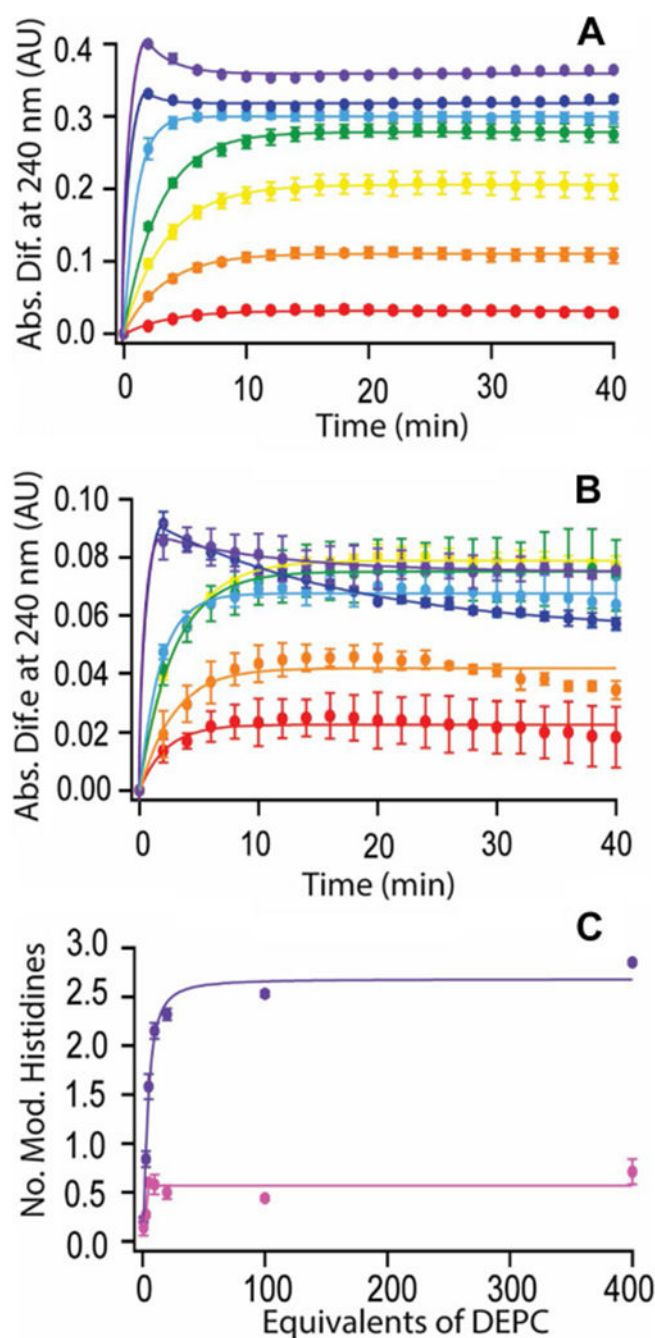 A
Abs. Dif. at 240 nm (AU)
0.4
0.3
0.2
0.1
0.0
0 10 20 30 40
Time (min)
B
Abs. Dif.e at 240 nm (AU)
0.10
0.08
0.06
0.04
0.02
0.00
0 10 20 30 40
Time (min)
C
No. Mod. Histidines
3.0
2.5
2.0
1.5
1.0
0.5
0.0
0 100 200 300 400
Equivalents of DEPC